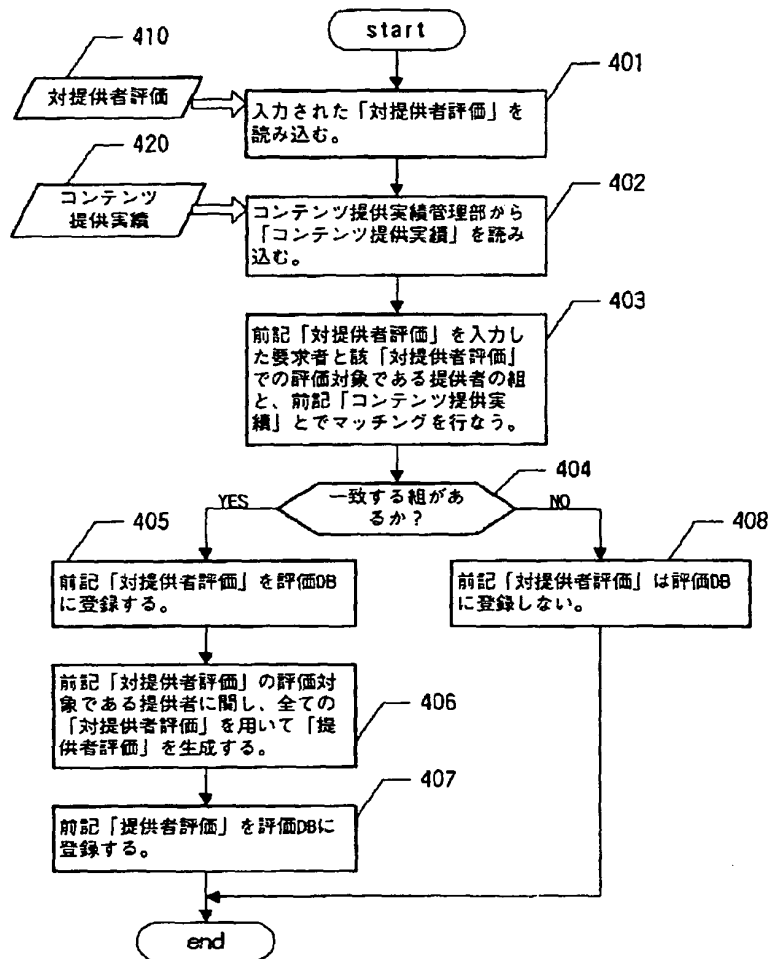 start
410
対提供者評価
401
入力された「対提供者評価」を
読み込む。
420
コンテンツ
提供実績
402
コンテンツ提供実績管理部から
「コンテンツ提供実績」を読み
込む。
403
前記「対提供者評価」を入力し
た要求者と該「対提供者評価」
での評価対象である提供者の組
と、前記「コンテンツ提供実
績」とでマッチングを行なう。
404
一致する組があ
るか？
YES
NO
405
前記「対提供者評価」を評価DB
に登録する。
408
前記「対提供者評価」は評価DB
に登録しない。
406
前記「対提供者評価」の評価対
象である提供者に関し、全ての
「対提供者評価」を用いて「提
供者評価」を生成する。
407
前記「提供者評価」を評価DBに
登録する。
end